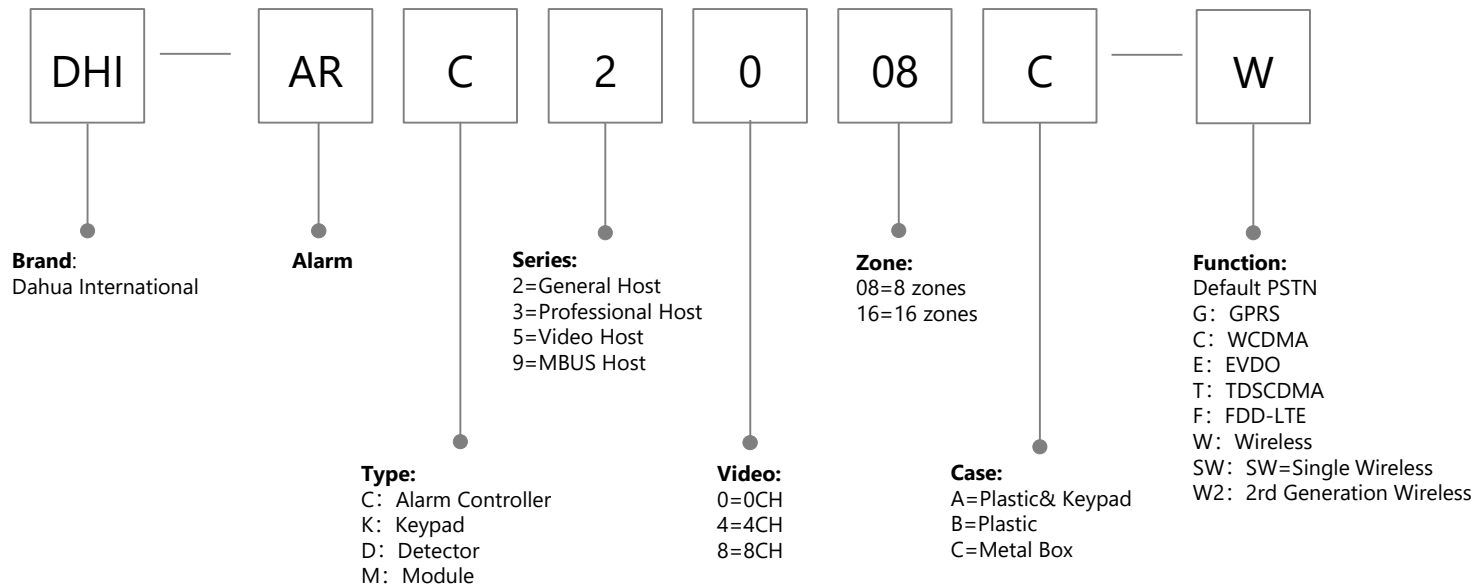 DHI AR C 2 0 08 C W
Brand:
Dahua International
Alarm
Series:
2=General Host
3=Professional Host
5=Video Host
9=MBUS Host
Zone:
08=8 zones
16=16 zones
Function:
Default PSTN
G：GPRS
C：WCDMA
E：EVDO
T：TDSCDMA
F：FDD-LTE
W：Wireless
SW：SW=Single Wireless
W2：2rd Generation Wireless
Type:
C：Alarm Controller
K：Keypad
D：Detector
M：Module
Video:
0=0CH
4=4CH
8=8CH
Case:
A=Plastic& Keypad
B=Plastic
C=Metal Box